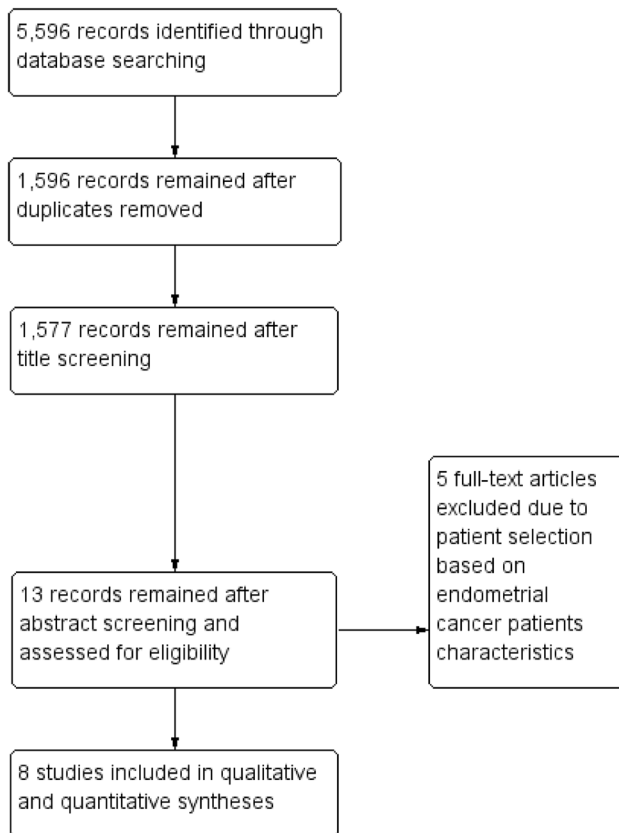 5,596 records identified through
database searching
1,596 records remained after
duplicates removed
1,577 records remained after
title screening
13 records remained after
abstract screening and
assessed for eligibility
5 full-text articles
excluded due to
patient selection
based on
endometrial
cancer patients
characteristics
8 studies included in qualitative
and quantitative syntheses